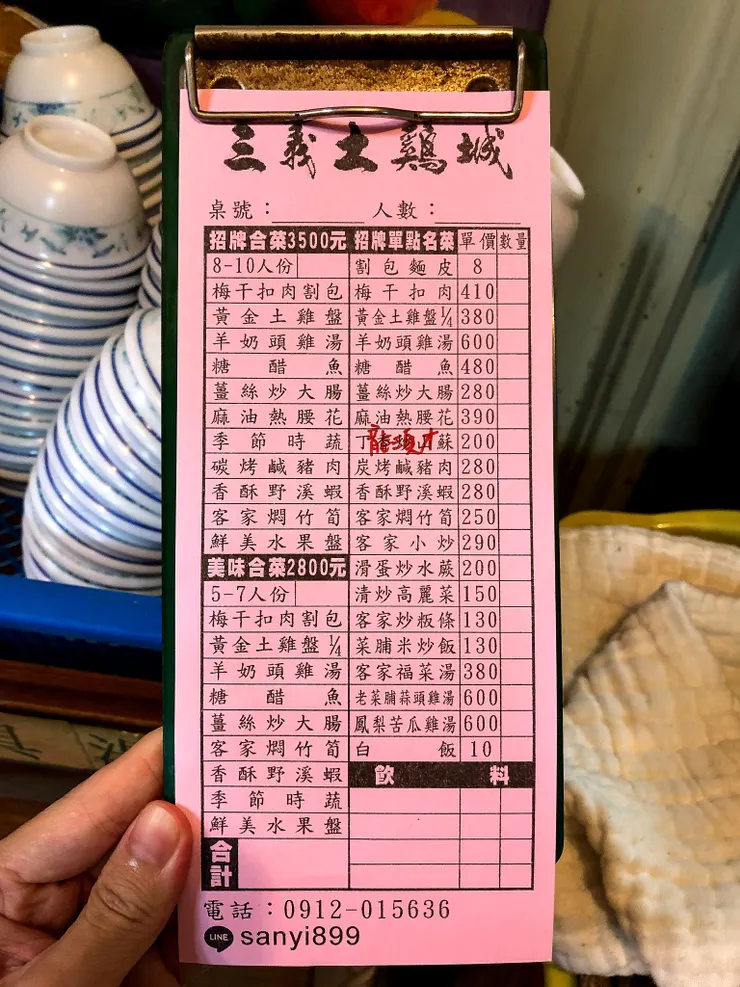 三義土鷄城
桌號：
人數：
招牌合菜3500元
8-10人份
梅干扣肉割包
黃金土雞盤
羊奶頭雞湯
糖醋魚
薑絲炒大腸
麻油熱腰花
季節時蔬
碳烤鹹豬肉
香酥野溪蝦
客家燜竹筍
鮮美水果盤
美味合菜2800元
5-7人份
梅干扣肉割包
黃金土雞盤¼
羊奶頭雞湯
糖醋魚
薑絲炒大腸
客家燜竹筍
香酥野溪蝦
季節時蔬
鮮美水果盤
合計
招牌單點名菜 單價 數量
割包麵皮 8
梅干扣肉 410
黃金土雞盤¼ 380
羊奶頭雞湯 600
糖醋魚 480
薑絲炒大腸 280
麻油熱腰花 390
丁香山蘇 200
龍須才
炭烤鹹豬肉 280
香酥野溪蝦 280
客家燜竹筍 250
客家小炒 290
滑蛋炒水蕨 200
清炒高麗菜 150
客家炒粄條 130
菜脯米炒飯 130
客家福菜湯 380
老菜脯蒜頭雞湯 600
鳳梨苦瓜雞湯 600
白飯 10
飲料
電話：0912-015636
LINE sanyi899